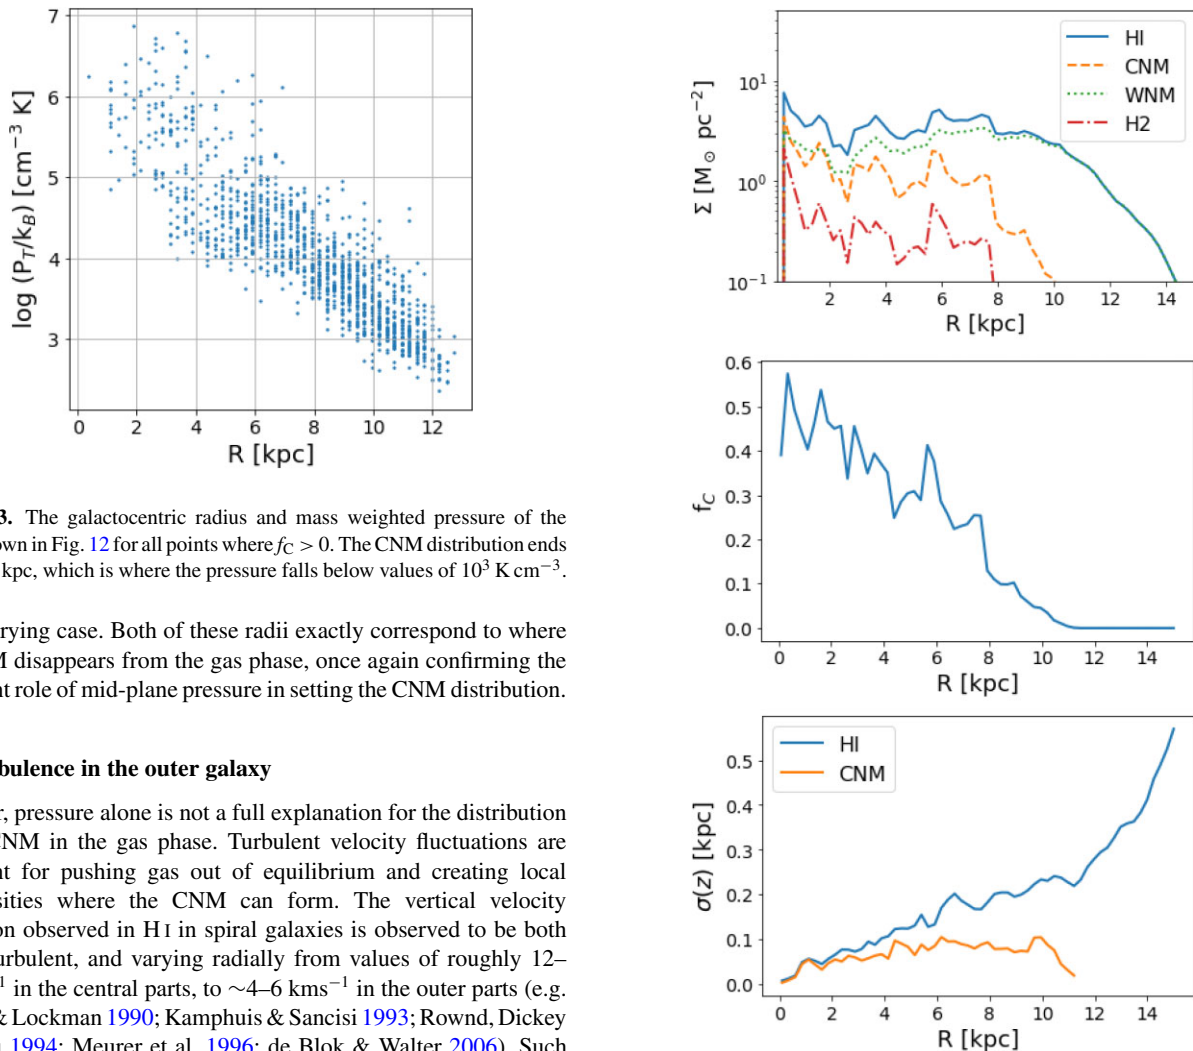 7
6
5
4
3
log (P_T/k_B) [cm⁻³ K]
0 2 4 6 8 10 12
R [kpc]
3. The galactocentric radius and mass weighted pressure of the
own in Fig. 12 for all points where f_C > 0. The CNM distribution ends
kpc, which is where the pressure falls below values of 10³ K cm⁻³.
rying case. Both of these radii exactly correspond to where
M disappears from the gas phase, once again confirming the
nt role of mid-plane pressure in setting the CNM distribution.
bulence in the outer galaxy
r, pressure alone is not a full explanation for the distribution
CNM in the gas phase. Turbulent velocity fluctuations are
nt for pushing gas out of equilibrium and creating local
sities where the CNM can form. The vertical velocity
on observed in H I in spiral galaxies is observed to be both
urbulent, and varying radially from values of roughly 12–
⁻¹ in the central parts, to ~4–6 kms⁻¹ in the outer parts (e.g.
& Lockman 1990; Kamphuis & Sancisi 1993; Rownd, Dickey
1994; Meurer et al. 1996; de Blok & Walter 2006). Such
HI
CNM
WNM
H2
10¹
10⁰
10⁻¹
Σ [M⊙ pc⁻²]
2 4 6 8 10 12 14
R [kpc]
0.6
0.5
0.4
0.3
0.2
0.1
0.0
f_C
0 2 4 6 8 10 12 14
R [kpc]
HI
CNM
0.5
0.4
0.3
0.2
0.1
0.0
σ(z) [kpc]
0 2 4 6 8 10 12 14
R [kpc]